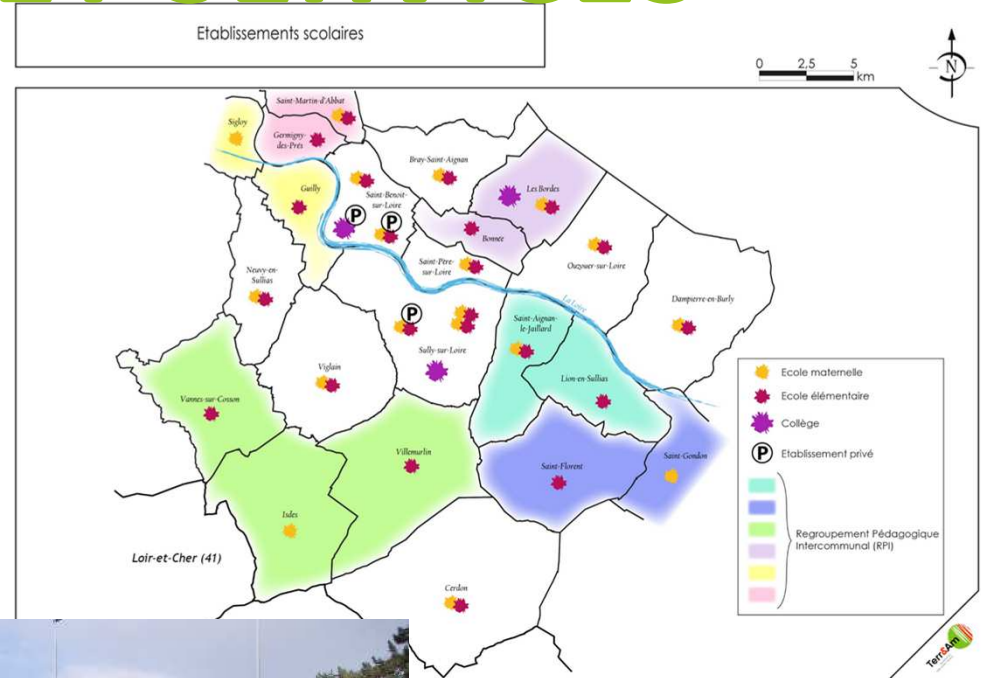 Etablissements scolaires
0 2,5 5
km
N
Saint-Martin-d'Abbat
Sigloy
Germigny-
des-Prés
Bray-Saint-Aignan
Guilly
Saint-Benoit-
sur-Loire
Les Bordes
P
P
Bonnée
Saint-Père-
sur-Loire
Ouzouer-sur-Loire
Neuvy-en-
Sullias
La Loire
Dampierre-en-Burly
P
Saint-Aignan-
le-Jaillard
Sully-sur-Loire
Viglain
Lion-en-Sullias
Vannes-sur-Cosson
Villemurlin
Saint-Florent
Saint-Gondon
Isdes
Loir-et-Cher (41)
Cerdon
Ecole maternelle
Ecole élémentaire
Collège
P Etablissement privé
Regroupement Pédagogique
Intercommunal (RPI)
Terr&Am